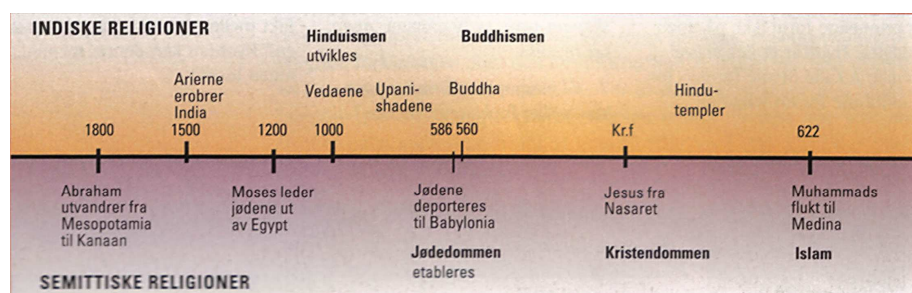 INDISKE RELIGIONER
Hinduismen
utvikles
Buddhismen
Arierne
erobrer
India
Vedaene
Upani-
shadene
Buddha
Hindu-
templer
1800
1500
1200
1000
586 560
Kr.f
622
Abraham
utvandrer fra
Mesopotamia
til Kanaan
Moses leder
jødene ut
av Egypt
Jødene
deporteres
til Babylonia
Jødedommen
etableres
Jesus fra
Nasaret
Kristendommen
Muhammads
flukt til
Medina
Islam
SEMITTISKE RELIGIONER